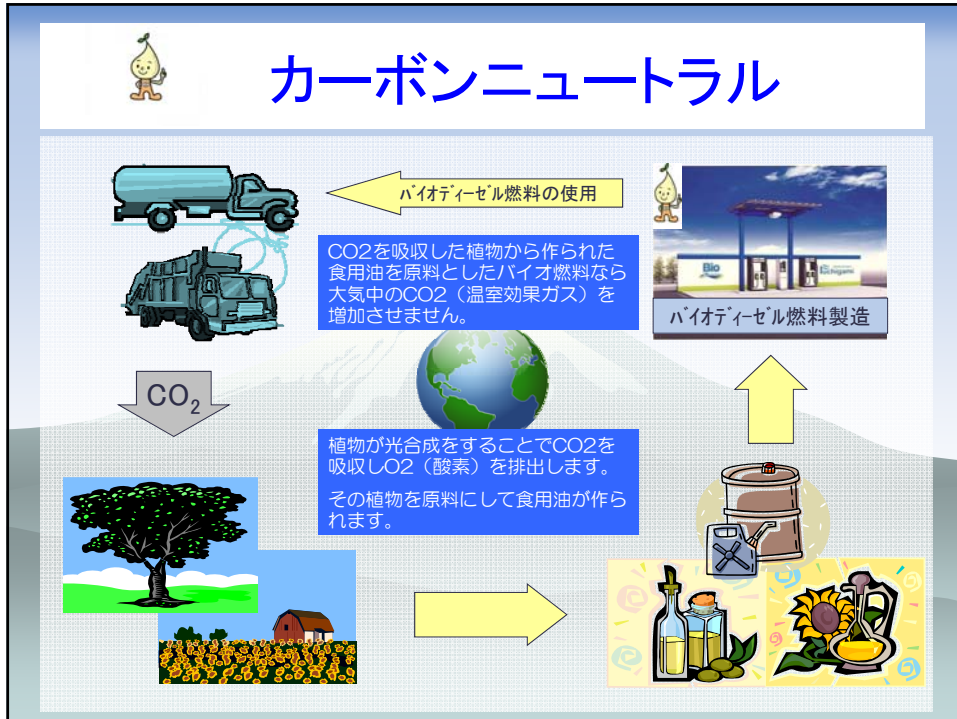 カーボンニュートラル
バイオディーゼル燃料の使用
CO2を吸収した植物から作られた
食用油を原料としたバイオ燃料なら
大気中のCO2（温室効果ガス）を
増加させません。
Bio
バイオディーゼル燃料製造
CO₂
植物が光合成をすることでCO2を
吸収しO2（酸素）を排出します。
その植物を原料にして食用油が作ら
れます。